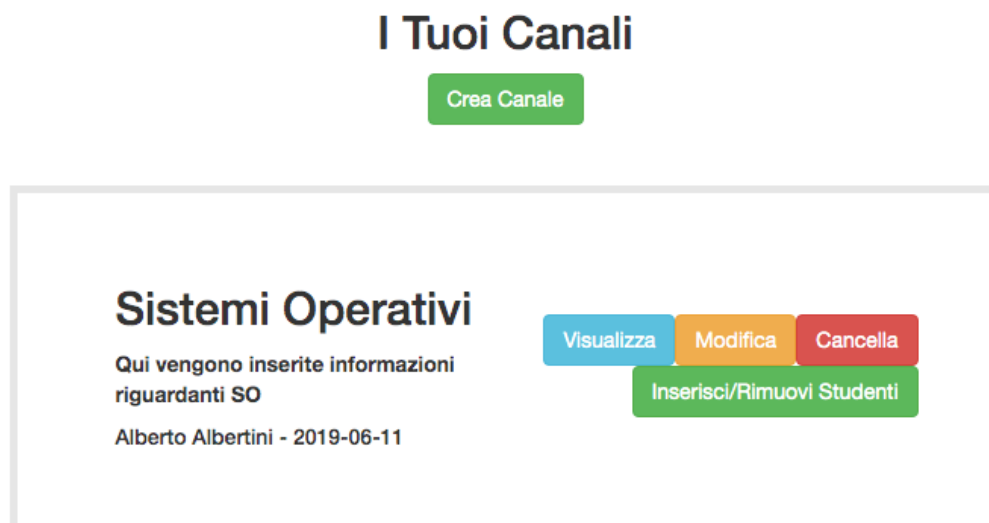 I Tuoi Canali
Crea Canale
Sistemi Operativi
Qui vengono inserite informazioni
riguardanti SO
Alberto Albertini - 2019-06-11
Visualizza Modifica Cancella
Inserisci/Rimuovi Studenti